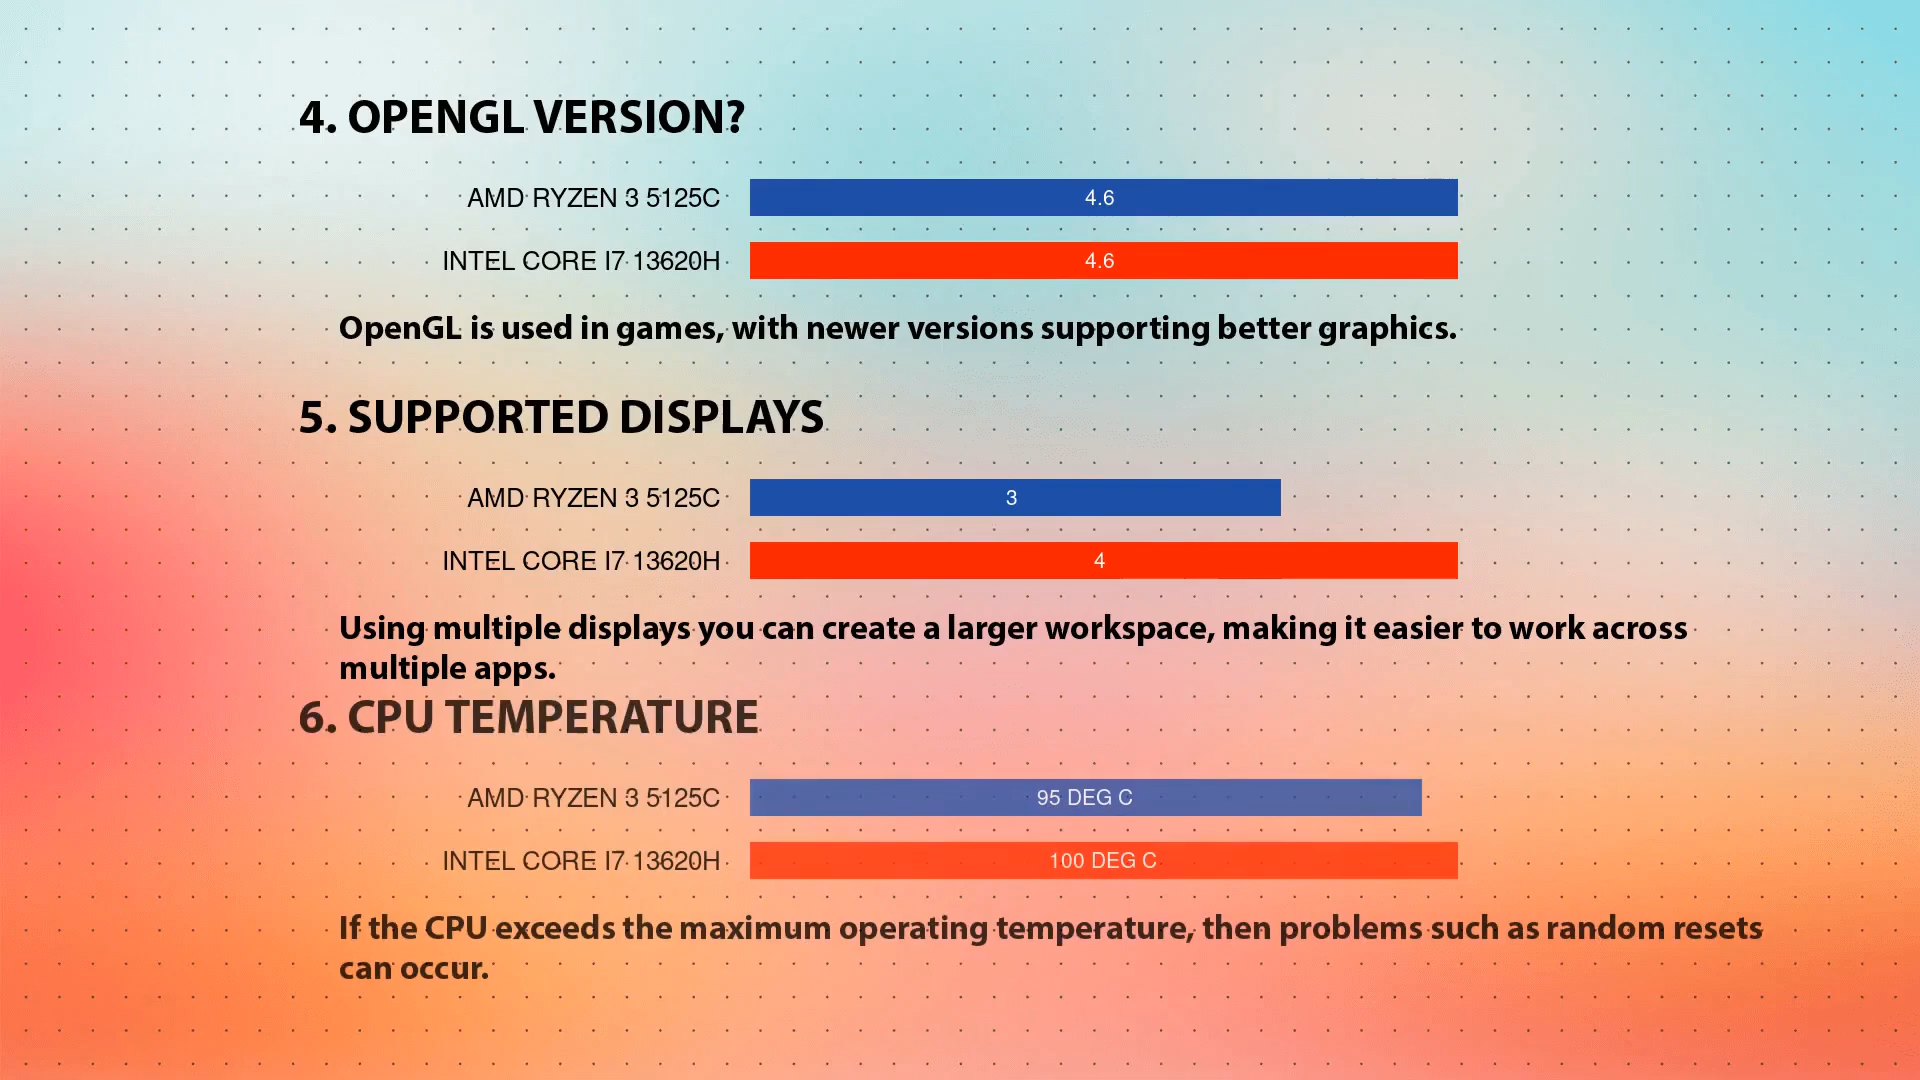 4. OPENGL VERSION?
AMD RYZEN 3 5125C
4.6
INTEL CORE I7 13620H
4.6
OpenGL is used in games, with newer versions supporting better graphics.
5. SUPPORTED DISPLAYS
AMD RYZEN 3 5125C
3
INTEL CORE I7 13620H
4
Using multiple displays you can create a larger workspace, making it easier to work across
multiple apps.
6. CPU TEMPERATURE
AMD RYZEN 3 5125C
95 DEG C
INTEL CORE I7 13620H
100 DEG C
If the CPU exceeds the maximum operating temperature, then problems such as random resets
can occur.